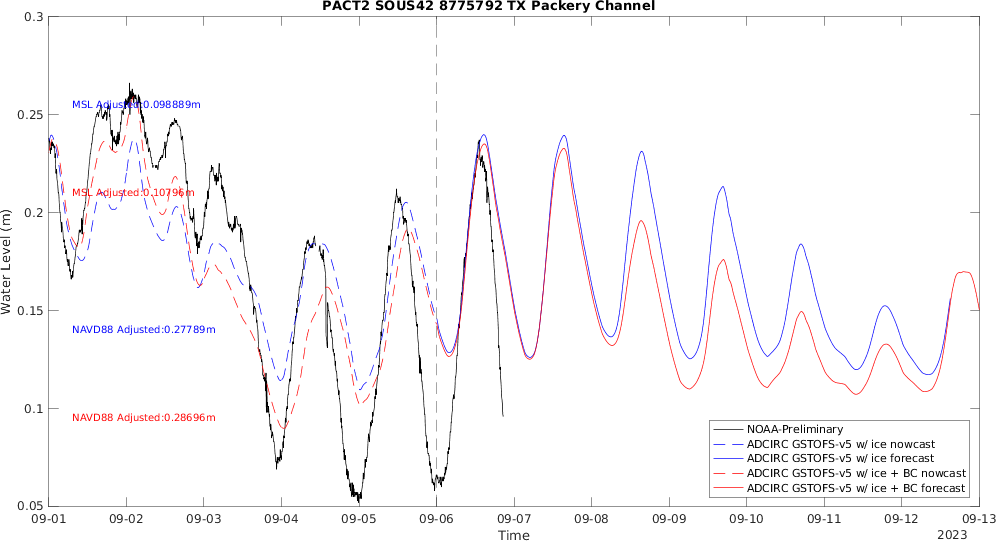 PACT2 SOUS42 8775792 TX Packery Channel
0.3
0.25
0.2
0.15
0.1
0.05
Water Level (m)
MSL Adjusted:0.098889m
MSL Adjusted:0.10796m
NAVD88 Adjusted:0.27789m
NAVD88 Adjusted:0.28696m
NOAA-Preliminary
ADCIRC GSTOFS-v5 w/ ice nowcast
ADCIRC GSTOFS-v5 w/ ice forecast
ADCIRC GSTOFS-v5 w/ ice + BC nowcast
ADCIRC GSTOFS-v5 w/ ice + BC forecast
09-01 09-02 09-03 09-04 09-05 09-06 09-07 09-08 09-09 09-10 09-11 09-12 09-13
Time
2023